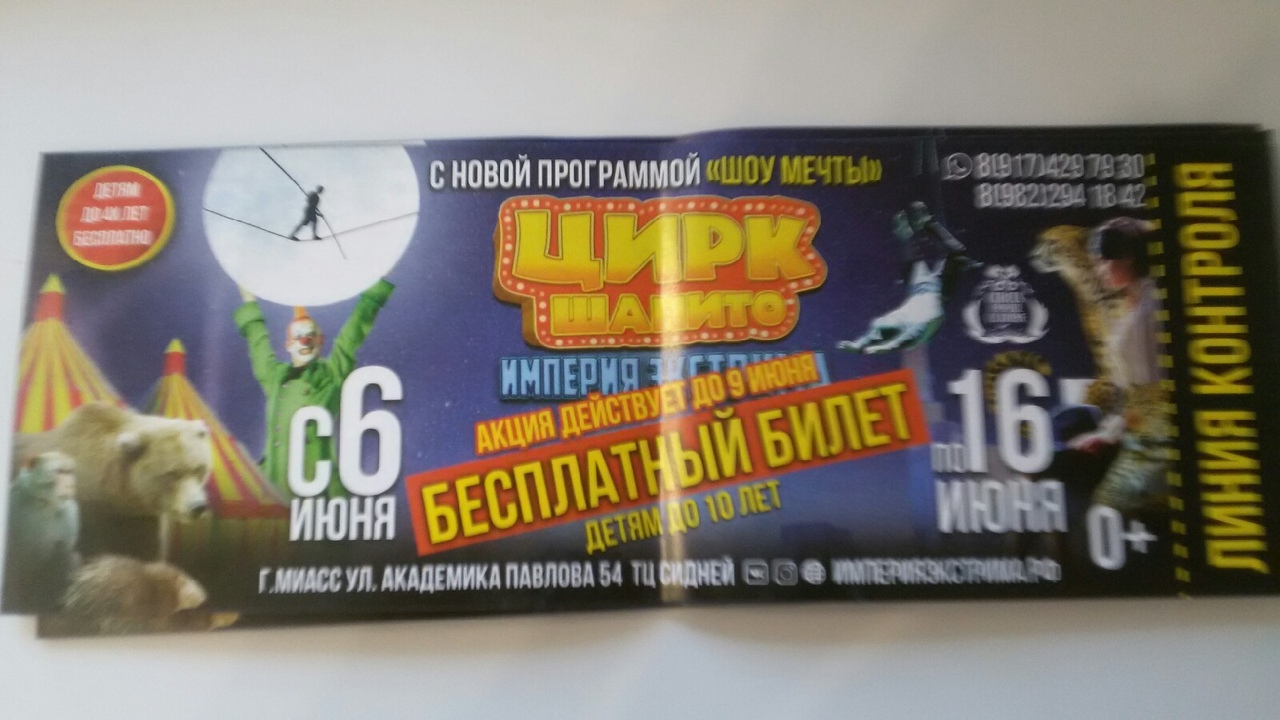 ДЕТЯМ
ДО 4Х ЛЕТ
БЕСПЛАТНО
С НОВОЙ ПРОГРАММОЙ «ШОУ МЕЧТЫ»
8(917)429 79 30
8(982)294 18 42
ЦИРК
ШАПИТО
ИМПЕРИЯ ЭКСТРИМА
АКЦИЯ ДЕЙСТВУЕТ ДО 9 ИЮНЯ
БЕСПЛАТНЫЙ БИЛЕТ
ДЕТЯМ ДО 10 ЛЕТ
с6
ИЮНЯ
по16
ИЮНЯ
0+
Г.МИАСС УЛ. АКАДЕМИКА ПАВЛОВА 54 ТЦ СИДНЕЙ ИМПЕРИЯЭКСТРИМА.РФ
ЛИНИЯ КОНТРОЛЯ